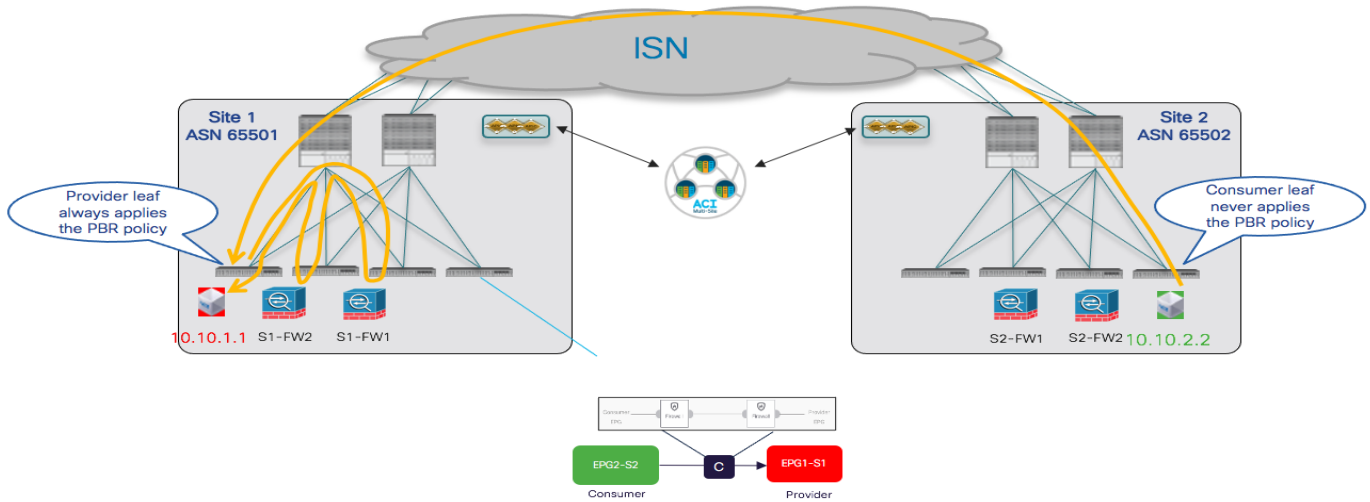 ISN
Site 1
ASN 65501
Site 2
ASN 65502
Provider leaf
always applies
the PBR policy
ACI
Multi-Site
Consumer leaf
never applies
the PBR policy
10.10.1.1
S1-FW2
S1-FW1
S2-FW1
S2-FW2
10.10.2.2
Consumer
EPG
Firewall
Provider
EPG
EPG2-S2
C
EPG1-S1
Consumer
Provider